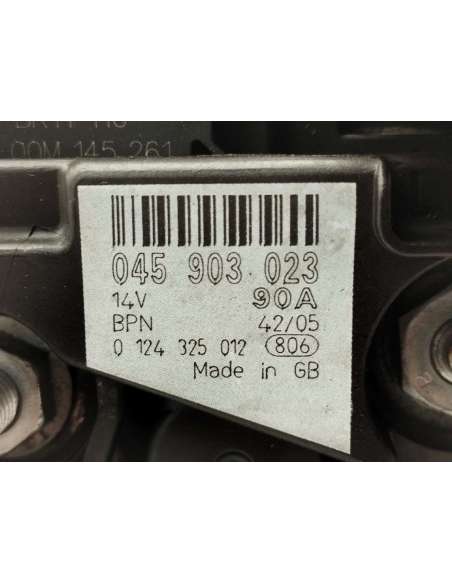 00M 145 261
045 903 023
14V 90A
BPN 42/05
0 124 325 012 806
Made in GB